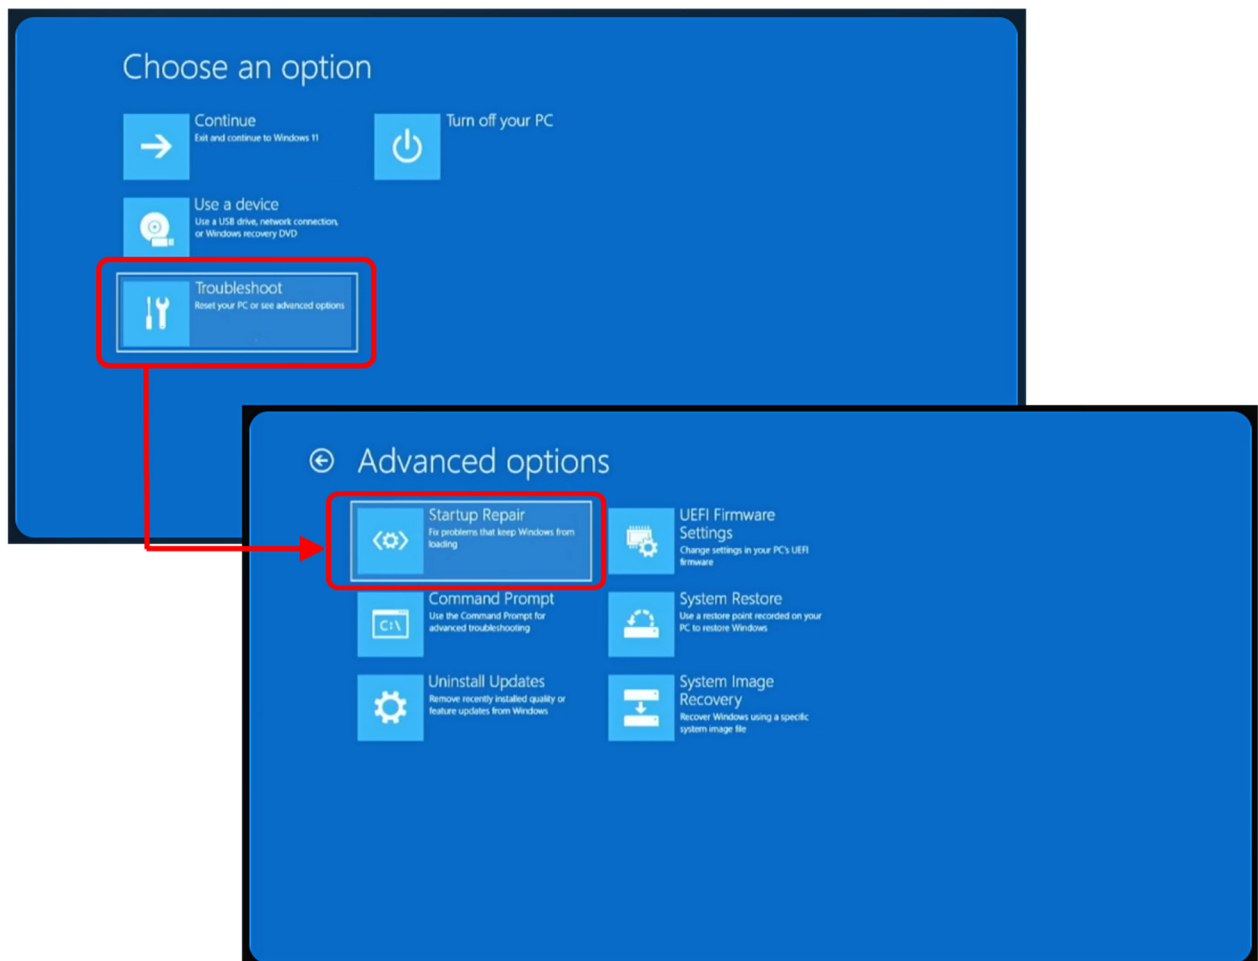 Choose an option
Continue
Exit and continue to Windows 11
Turn off your PC
Use a device
Use a USB drive, network connection,
or Windows recovery DVD
Troubleshoot
Reset your PC or see advanced options
Advanced options
Startup Repair
Fix problems that keep Windows from
loading
UEFI Firmware
Settings
Change settings in your PC's UEFI
firmware
Command Prompt
Use the Command Prompt for
advanced troubleshooting
C:\
System Restore
Use a restore point recorded on your
PC to restore Windows
Uninstall Updates
Remove recently installed quality or
feature updates from Windows
System Image
Recovery
Recover Windows using a specific
system image file